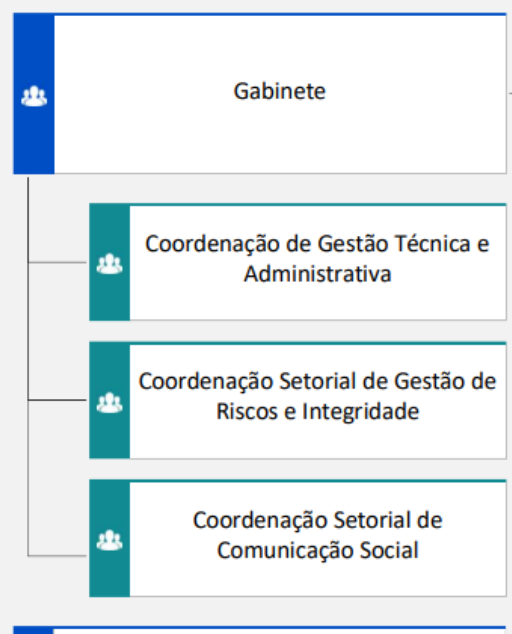 Gabinete
Coordenação de Gestão Técnica e
Administrativa
Coordenação Setorial de Gestão de
Riscos e Integridade
Coordenação Setorial de
Comunicação Social